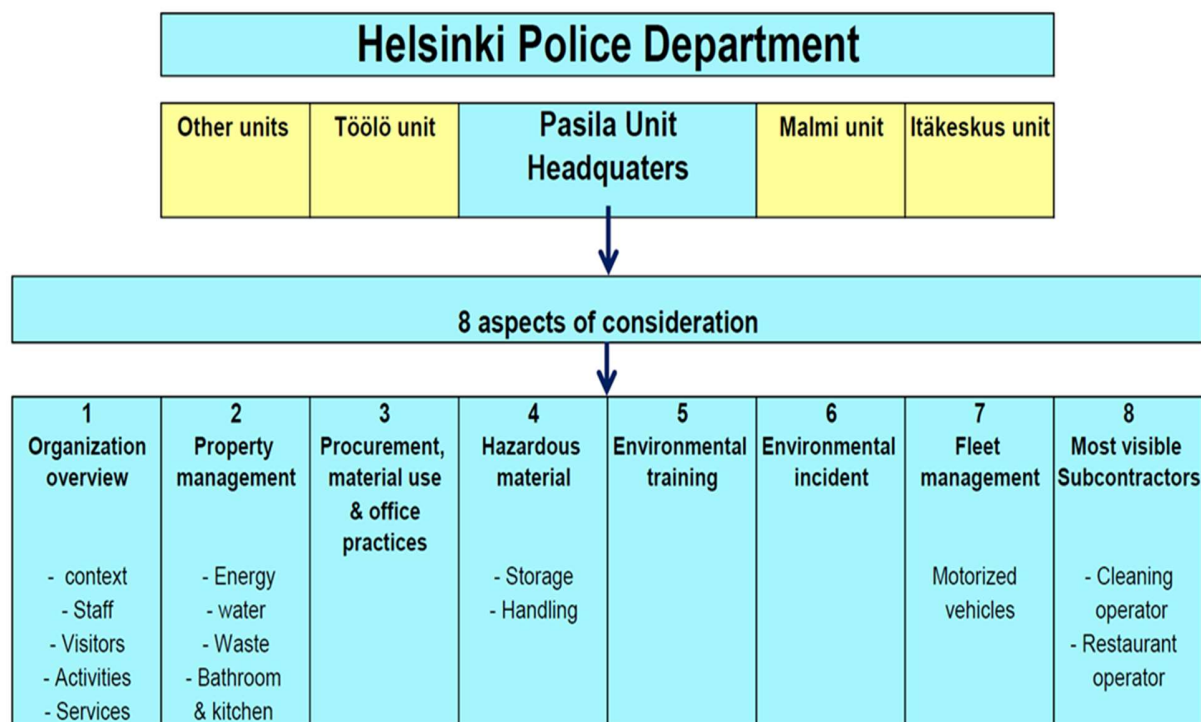 Helsinki Police Department
Other units
Töölö unit
Pasila Unit
Headquaters
Malmi unit
Itäkeskus unit
8 aspects of consideration
1
Organization
overview
- context
- Staff
- Visitors
- Activities
- Services
2
Property
management
- Energy
- water
- Waste
- Bathroom
& kitchen
3
Procurement,
material use
& office
practices
4
Hazardous
material
- Storage
- Handling
5
Environmental
training
6
Environmental
incident
7
Fleet
management
Motorized
vehicles
8
Most visible
Subcontractors
- Cleaning
operator
- Restaurant
operator